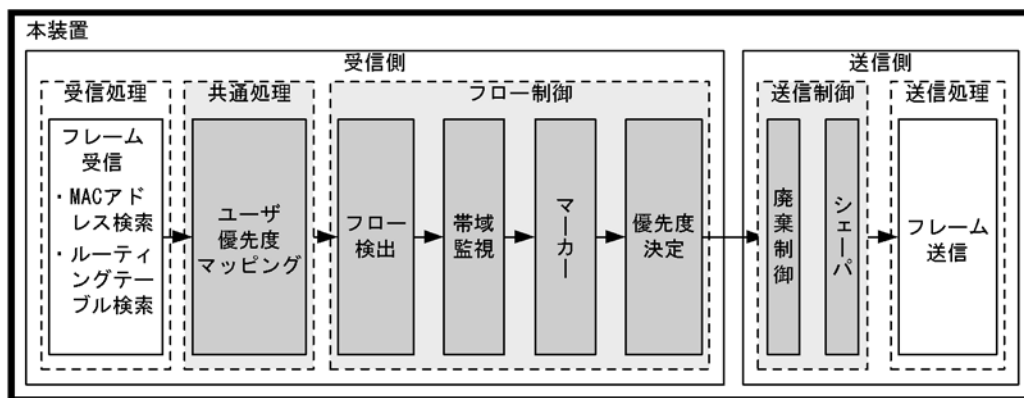 本装置
受信側
送信側
受信処理
共通処理
フロー制御
送信制御
送信処理
フレーム
受信
・MACアド
レス検索
・ルーティ
ングテー
ブル検索
ユーザ
優先度
マッピング
フロー
検出
帯域
監視
マーカー
優先度
決定
廃棄制御
シェーパ
フレーム
送信